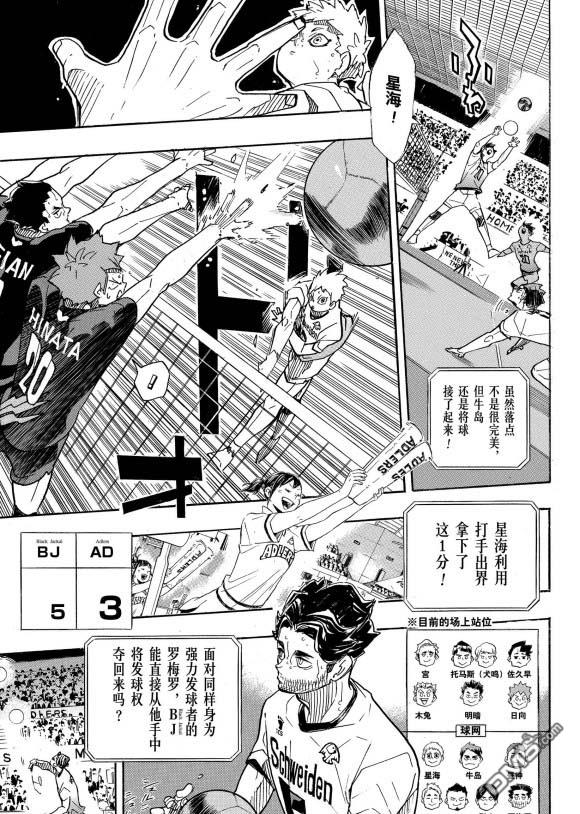 星海！
HOME
20
虽然落点
不是很完美，
但牛岛
还是将球
接了起来！
HINATA
20
！
ADLERS
ADLERS
ADLERS
星海利用
打手出界
拿下了
这1分！
Black Jackal
Adlers
BJ
AD
5
3
面对同样身为
强力发球者的
罗梅罗，BJ
能直接从他手中
将发球权
夺回来吗？
Schweiden
※目前的场上站位
宫
托马斯（犬鸣）
佐久早
木兔
明暗
日向
球网
星海
牛岛